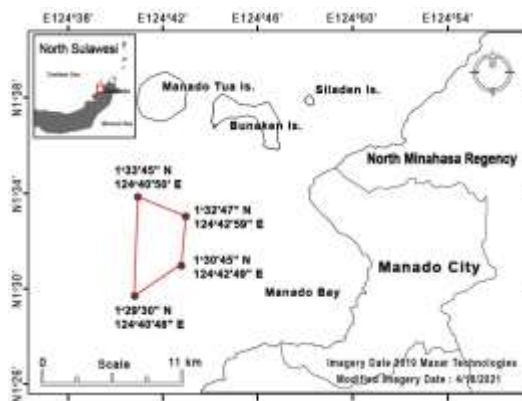 E124°38' E124°42' E124°46' E124°50' E124°54'
North Sulawesi
N1°38'
Manado Tua Is.
Siladen Is.
Bunaken Is.
North Minahasa Regency
N1°34'
1°33'45" N
124°40'50' E
1°32'47" N
124°42'59" E
1°30'45" N
124°42'49" E
Manado City
N1°30'
Manado Bay
1°29'30" N
124°40'48" E
0 Scale 11 km
Imagery Date 2019 Maxar Technologies
Modified Imagery Date : 4/18/2021
N1°26'